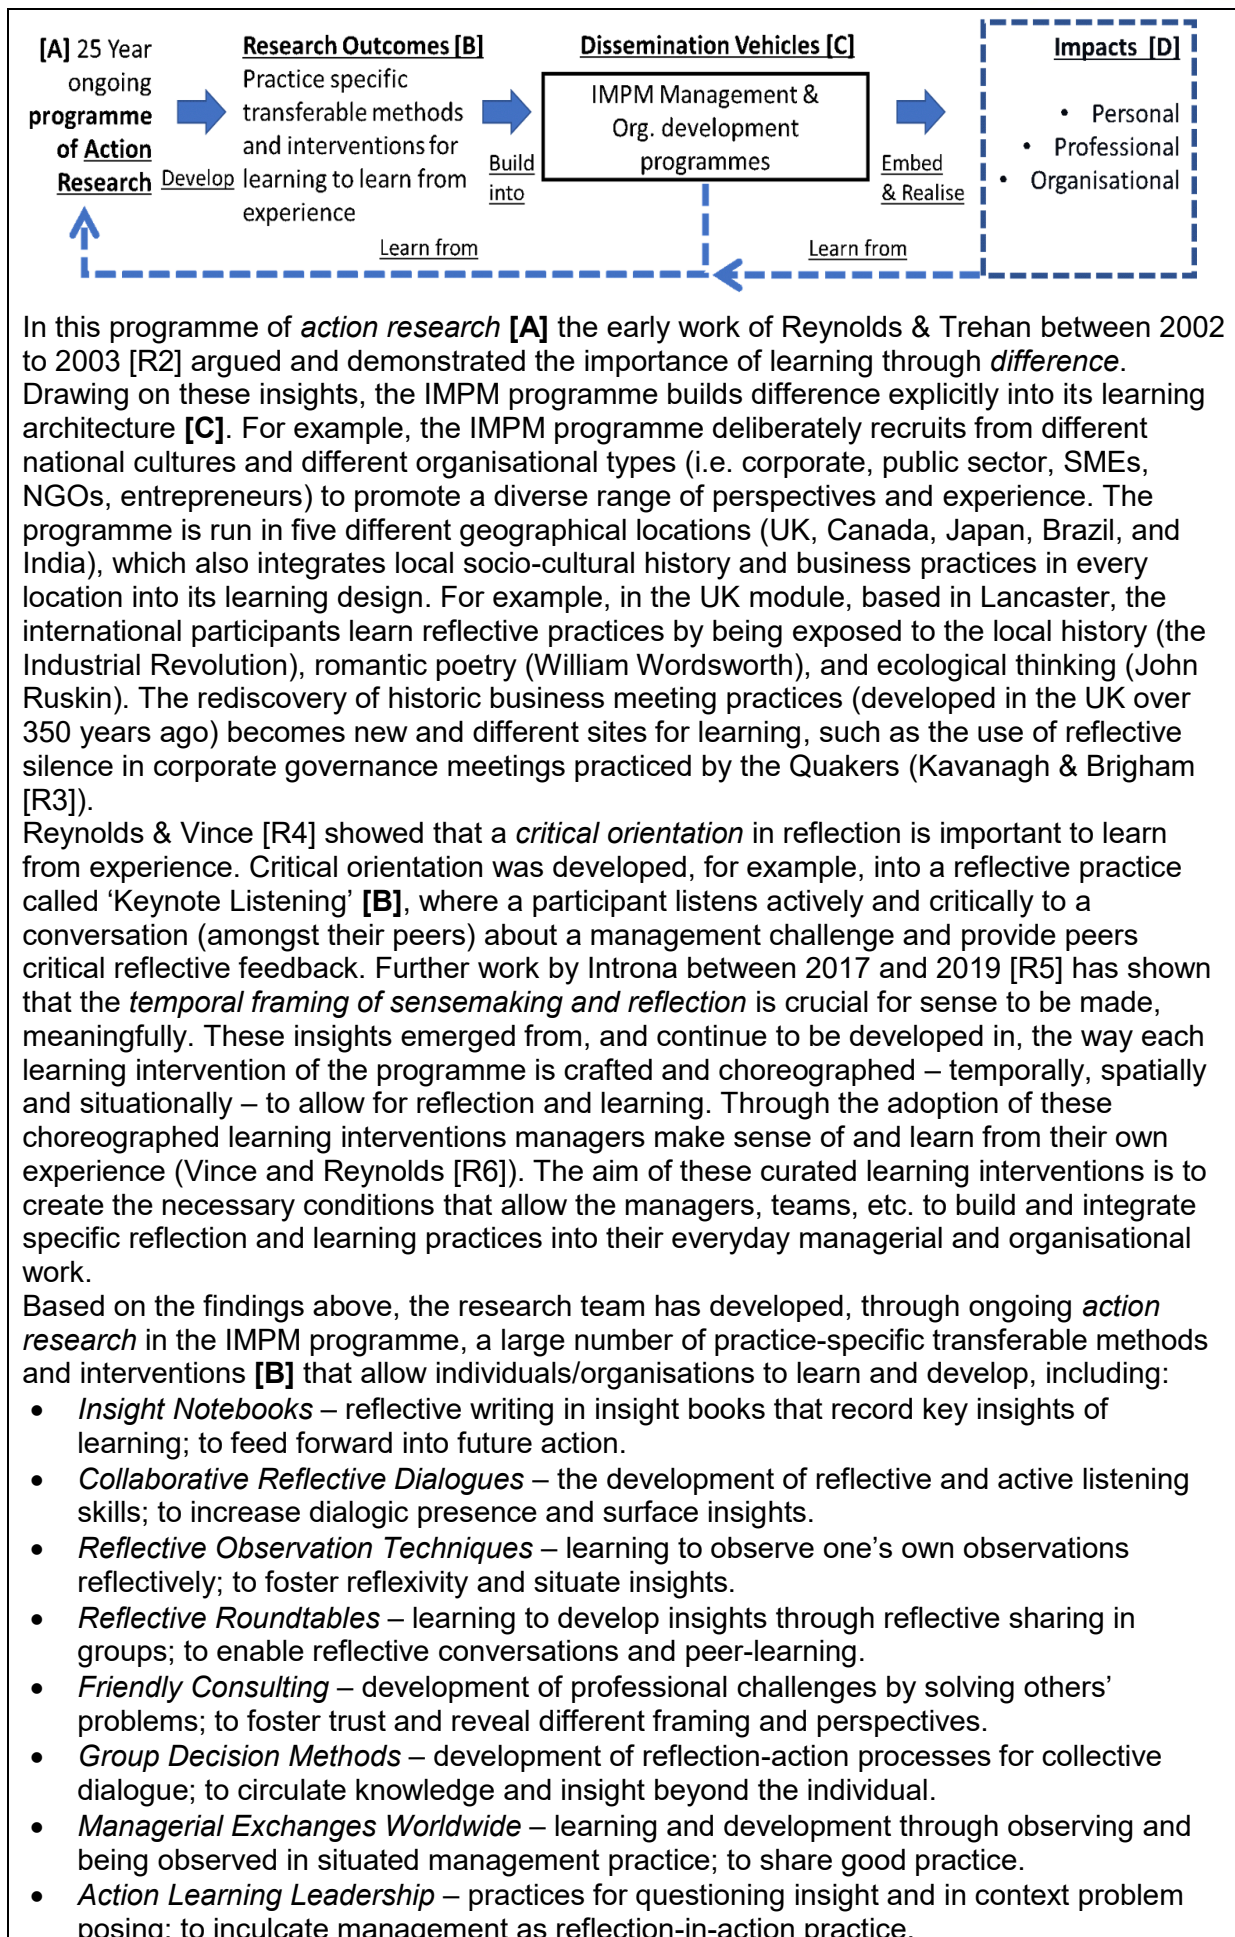 [A] 25 Year
ongoing
programme
of Action
Research
Develop
Research Outcomes [B]
Practice specific
transferable methods
and interventions for
learning to learn from
experience
Build
into
Dissemination Vehicles [C]
IMPM Management &
Org. development
programmes
Embed
& Realise
Impacts [D]
• Personal
• Professional
• Organisational
Learn from
Learn from
In this programme of action research [A] the early work of Reynolds & Trehan between 2002
to 2003 [R2] argued and demonstrated the importance of learning through difference.
Drawing on these insights, the IMPM programme builds difference explicitly into its learning
architecture [C]. For example, the IMPM programme deliberately recruits from different
national cultures and different organisational types (i.e. corporate, public sector, SMEs,
NGOs, entrepreneurs) to promote a diverse range of perspectives and experience. The
programme is run in five different geographical locations (UK, Canada, Japan, Brazil, and
India), which also integrates local socio-cultural history and business practices in every
location into its learning design. For example, in the UK module, based in Lancaster, the
international participants learn reflective practices by being exposed to the local history (the
Industrial Revolution), romantic poetry (William Wordsworth), and ecological thinking (John
Ruskin). The rediscovery of historic business meeting practices (developed in the UK over
350 years ago) becomes new and different sites for learning, such as the use of reflective
silence in corporate governance meetings practiced by the Quakers (Kavanagh & Brigham
[R3]).
Reynolds & Vince [R4] showed that a critical orientation in reflection is important to learn
from experience. Critical orientation was developed, for example, into a reflective practice
called ‘Keynote Listening’ [B], where a participant listens actively and critically to a
conversation (amongst their peers) about a management challenge and provide peers
critical reflective feedback. Further work by Introna between 2017 and 2019 [R5] has shown
that the temporal framing of sensemaking and reflection is crucial for sense to be made,
meaningfully. These insights emerged from, and continue to be developed in, the way each
learning intervention of the programme is crafted and choreographed – temporally, spatially
and situationally – to allow for reflection and learning. Through the adoption of these
choreographed learning interventions managers make sense of and learn from their own
experience (Vince and Reynolds [R6]). The aim of these curated learning interventions is to
create the necessary conditions that allow the managers, teams, etc. to build and integrate
specific reflection and learning practices into their everyday managerial and organisational
work.
Based on the findings above, the research team has developed, through ongoing action
research in the IMPM programme, a large number of practice-specific transferable methods
and interventions [B] that allow individuals/organisations to learn and develop, including:
• Insight Notebooks – reflective writing in insight books that record key insights of
learning; to feed forward into future action.
• Collaborative Reflective Dialogues – the development of reflective and active listening
skills; to increase dialogic presence and surface insights.
• Reflective Observation Techniques – learning to observe one’s own observations
reflectively; to foster reflexivity and situate insights.
• Reflective Roundtables – learning to develop insights through reflective sharing in
groups; to enable reflective conversations and peer-learning.
• Friendly Consulting – development of professional challenges by solving others’
problems; to foster trust and reveal different framing and perspectives.
• Group Decision Methods – development of reflection-action processes for collective
dialogue; to circulate knowledge and insight beyond the individual.
• Managerial Exchanges Worldwide – learning and development through observing and
being observed in situated management practice; to share good practice.
• Action Learning Leadership – practices for questioning insight and in context problem
posing; to inculcate management as reflection-in-action practice.